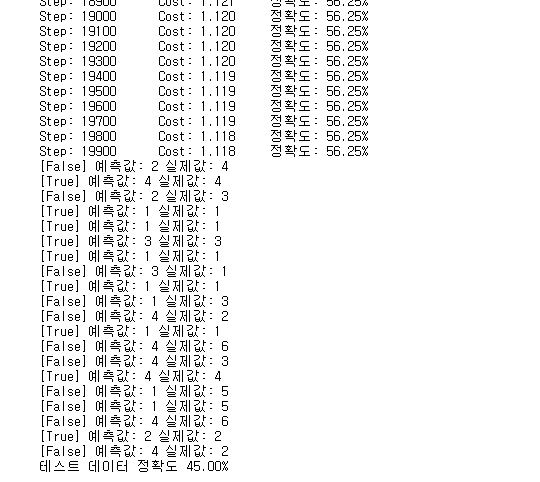 Step: 18900 Cost: 1.121 정확도: 56.25%
Step: 19000 Cost: 1.120 정확도: 56.25%
Step: 19100 Cost: 1.120 정확도: 56.25%
Step: 19200 Cost: 1.120 정확도: 56.25%
Step: 19300 Cost: 1.120 정확도: 56.25%
Step: 19400 Cost: 1.119 정확도: 56.25%
Step: 19500 Cost: 1.119 정확도: 56.25%
Step: 19600 Cost: 1.119 정확도: 56.25%
Step: 19700 Cost: 1.119 정확도: 56.25%
Step: 19800 Cost: 1.118 정확도: 56.25%
Step: 19900 Cost: 1.118 정확도: 56.25%
[False] 예측값: 2 실제값: 4
[True] 예측값: 4 실제값: 4
[False] 예측값: 2 실제값: 3
[True] 예측값: 1 실제값: 1
[True] 예측값: 1 실제값: 1
[True] 예측값: 3 실제값: 3
[True] 예측값: 1 실제값: 1
[False] 예측값: 3 실제값: 1
[True] 예측값: 1 실제값: 1
[False] 예측값: 1 실제값: 3
[False] 예측값: 4 실제값: 2
[True] 예측값: 1 실제값: 1
[False] 예측값: 4 실제값: 6
[False] 예측값: 4 실제값: 3
[True] 예측값: 4 실제값: 4
[False] 예측값: 1 실제값: 5
[False] 예측값: 1 실제값: 5
[False] 예측값: 4 실제값: 6
[True] 예측값: 2 실제값: 2
[False] 예측값: 4 실제값: 2
테스트 데이터 정확도 45.00%